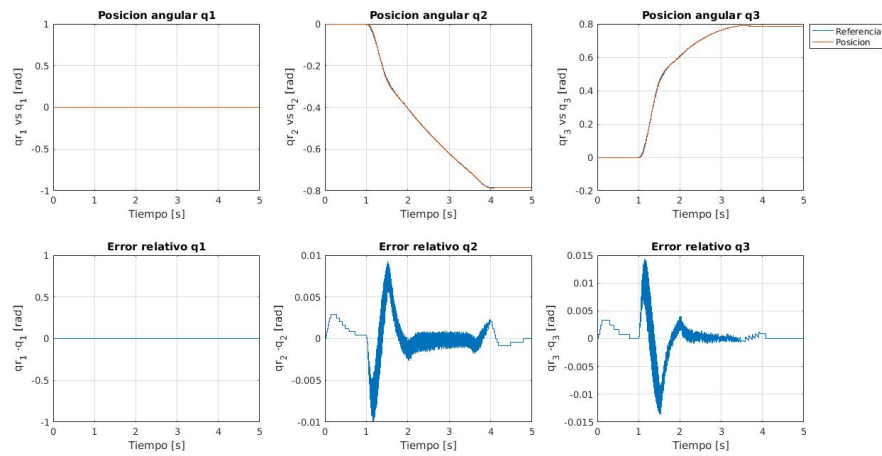 Posicion angular q1
Posicion angular q2
Posicion angular q3
Referencia
Posicion
qr1 vs q1 [rad]
1
0.5
0
-0.5
-1
0 1 2 3 4 5
Tiempo [s]
qr2 vs q2 [rad]
0
-0.2
-0.4
-0.6
-0.8
0 1 2 3 4 5
Tiempo [s]
qr3 vs q3 [rad]
0.8
0.6
0.4
0.2
0
-0.2
0 1 2 3 4 5
Tiempo [s]
Error relativo q1
Error relativo q2
Error relativo q3
qr1 -q1 [rad]
1
0.5
0
-0.5
-1
0 1 2 3 4 5
Tiempo [s]
qr2 -q2 [rad]
0.01
0.005
0
-0.005
-0.01
0 1 2 3 4 5
Tiempo [s]
qr3 -q3 [rad]
0.015
0.01
0.005
0
-0.005
-0.01
-0.015
0 1 2 3 4 5
Tiempo [s]